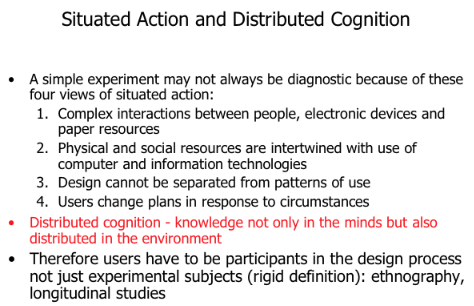 Situated Action and Distributed Cognition
• A simple experiment may not always be diagnostic because of these
four views of situated action:
1. Complex interactions between people, electronic devices and
paper resources
2. Physical and social resources are intertwined with use of
computer and information technologies
3. Design cannot be separated from patterns of use
4. Users change plans in response to circumstances
• Distributed cognition - knowledge not only in the minds but also
distributed in the environment
• Therefore users have to be participants in the design process
not just experimental subjects (rigid definition): ethnography,
longitudinal studies